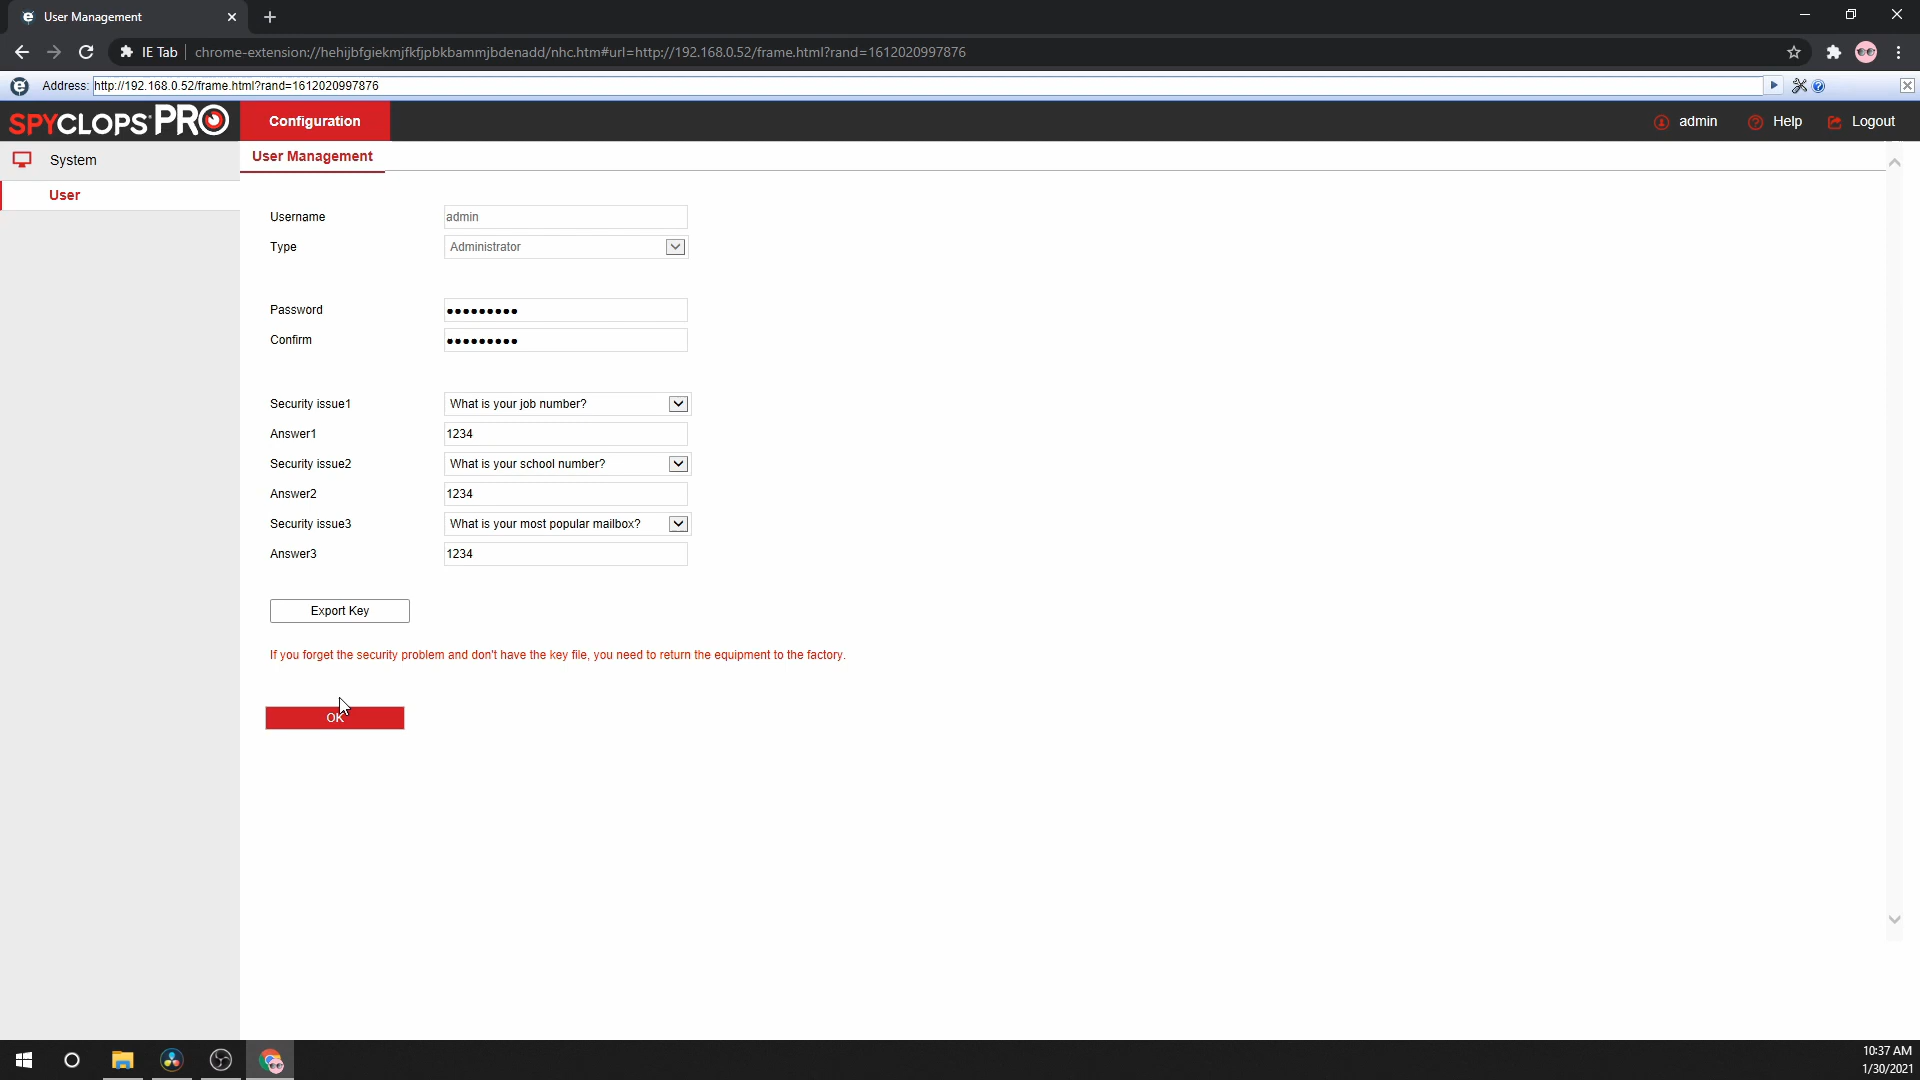 User Management
IE Tab
chrome-extension://hehijbfgiekmjfkfjpbkbammjbdenadd/nhc.htm#url=http://192.168.0.52/frame.html?rand=1612020997876
Address: http://192.168.0.52/frame.html?rand=1612020997876
SPYCLOPS PRO
Configuration
admin
Help
Logout
System
User Management
User
Username admin
Type Administrator
Password •••••••••
Confirm •••••••••
Security issue1 What is your job number?
Answer1 1234
Security issue2 What is your school number?
Answer2 1234
Security issue3 What is your most popular mailbox?
Answer3 1234
Export Key
If you forget the security problem and don't have the key file, you need to return the equipment to the factory.
OK
10:37 AM
1/30/2021